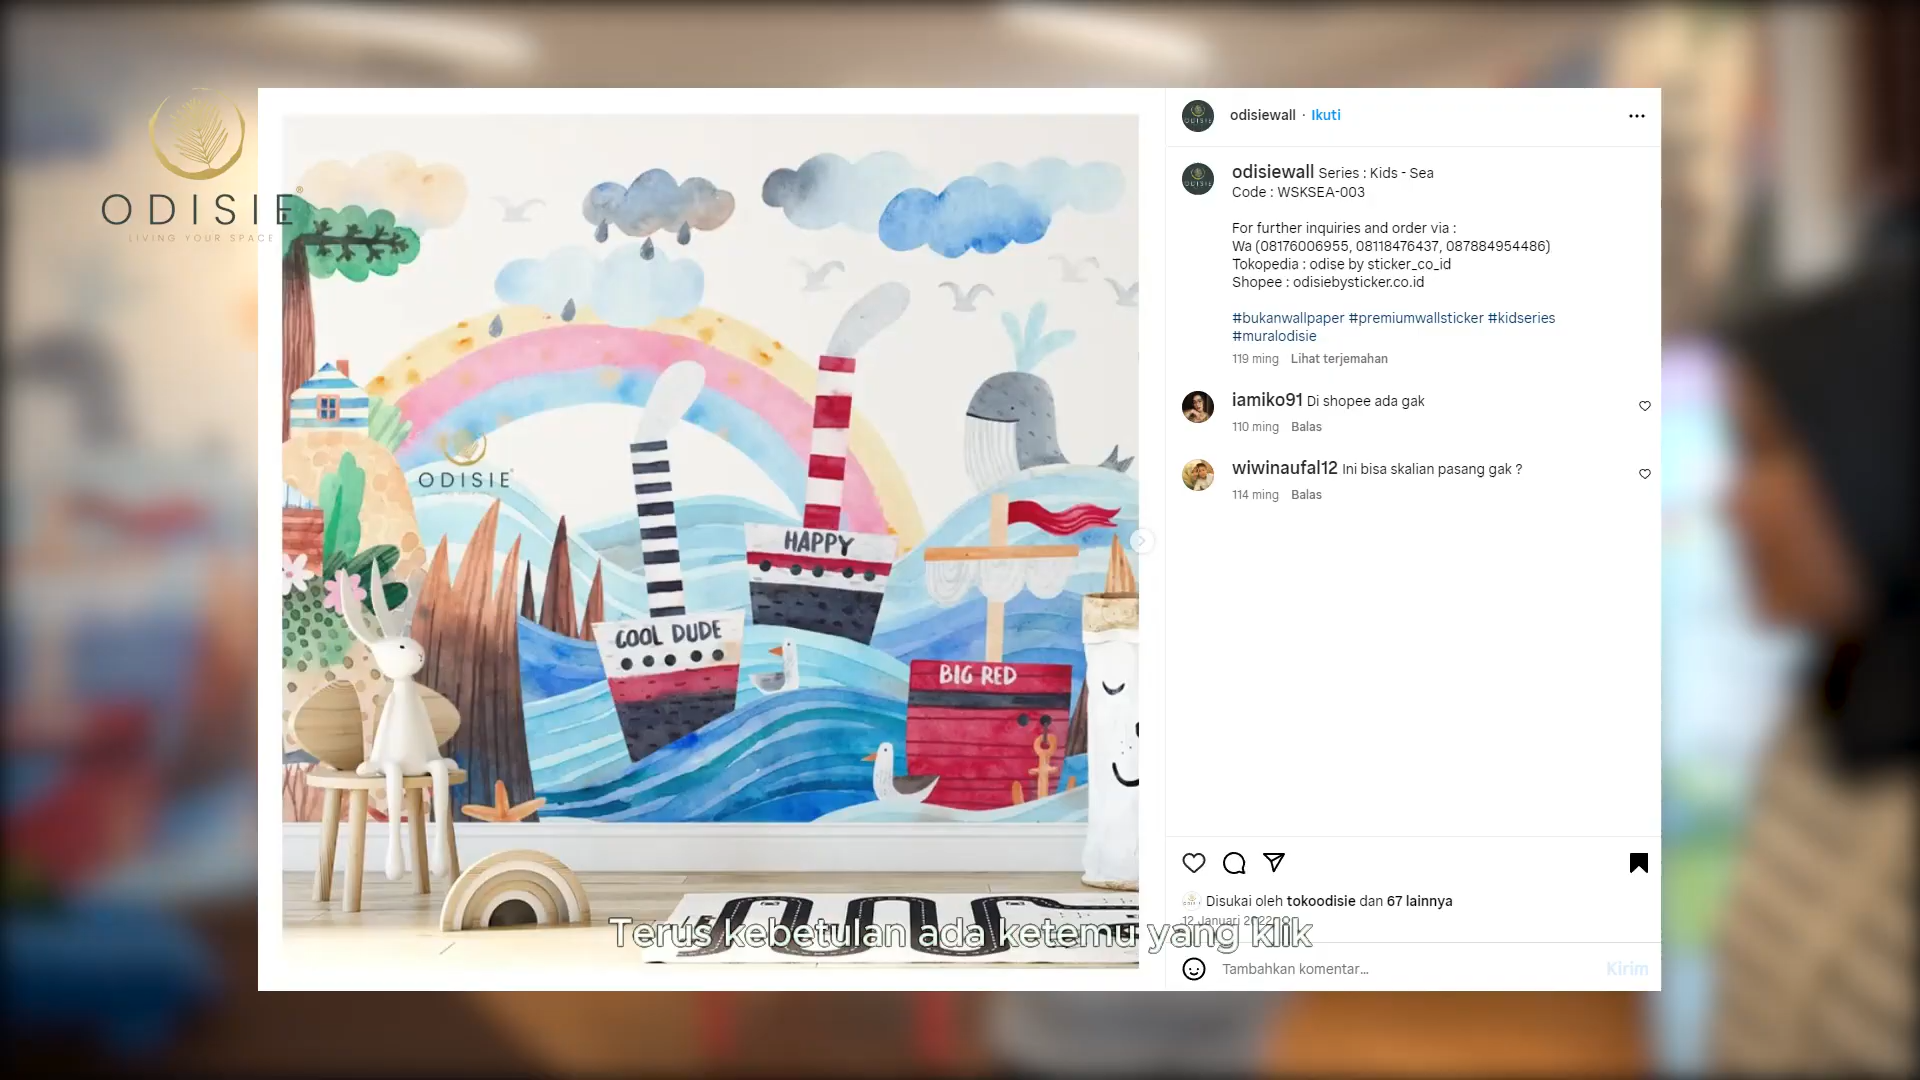 ODISIE
LIVING YOUR SPACE
ODISIE
HAPPY
COOL DUDE
BIG RED
odisiewall · Ikuti
odisiewall Series : Kids - Sea
Code : WSKSEA-003
For further inquiries and order via :
Wa (08176006955, 08118476437, 087884954486)
Tokopedia : odise by sticker_co_id
Shopee : odisiebysticker.co.id
#bukanwallpaper #premiumwallsticker #kidseries
#muralodisie
119 ming Lihat terjemahan
iamiko91 Di shopee ada gak
110 ming Balas
wiwinaufal12 Ini bisa skalian pasang gak ?
114 ming Balas
Disukai oleh tokoodisie dan 67 lainnya
12 Januari 2022
Terus kebetulan ada ketemu yang klik
Tambahkan komentar...
Kirim